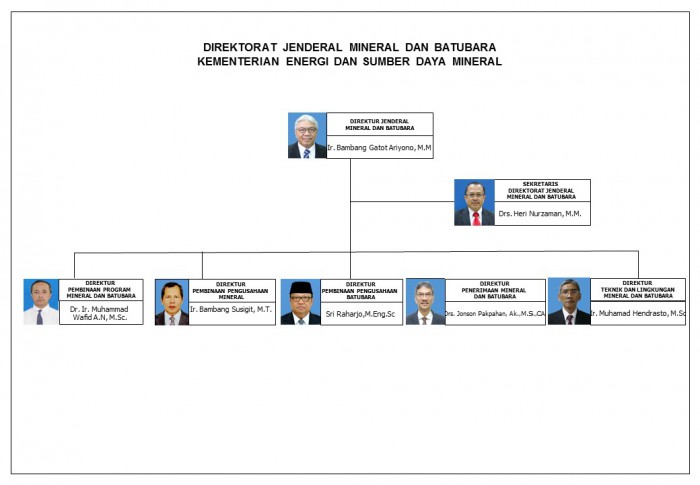 DIREKTORAT JENDERAL MINERAL DAN BATUBARA
KEMENTERIAN ENERGI DAN SUMBER DAYA MINERAL
DIREKTUR JENDERAL
MINERAL DAN BATUBARA
Ir. Bambang Gatot Ariyono, M.M
SEKRETARIS
DIREKTORAT JENDERAL
MINERAL DAN BATUBARA
Drs. Heri Nurzaman, M.M.
DIREKTUR
PEMBINAAN PROGRAM
MINERAL DAN BATUBARA
Dr. Ir. Muhammad
Wafid A.N, M.Sc.
DIREKTUR
PEMBINAAN PENGUSAHAAN
MINERAL
Ir. Bambang Susigit, M.T.
DIREKTUR
PEMBINAAN PENGUSAHAAN
BATUBARA
Sri Raharjo,M.Eng.Sc
DIREKTUR
PENERIMAAN MINERAL
DAN BATUBARA
Drs. Jonson Pakpahan, Ak.,M.Si.,CA
DIREKTUR
TEKNIK DAN LINGKUNGAN
MINERAL DAN BATUBARA
Ir. Muhamad Hendrasto, M.Sc